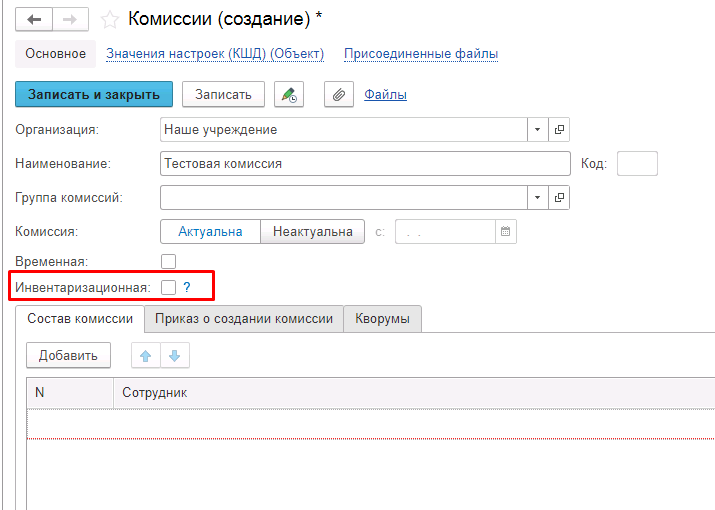 Комиссии (создание) *
Основное Значения настроек (КШД) (Объект) Присоединенные файлы
Записать и закрыть Записать Файлы
Организация: Наше учреждение
Наименование: Тестовая комиссия Код:
Группа комиссий:
Комиссия: Актуальна Неактуальна с: . .
Временная:
Инвентаризационная: ?
Состав комиссии Приказ о создании комиссии Кворумы
Добавить
N Сотрудник